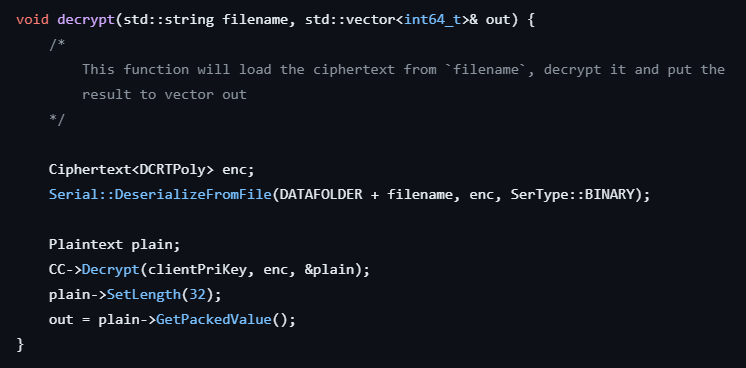 void decrypt(std::string filename, std::vector<int64_t>& out) {
    /*
        This function will load the ciphertext from `filename`, decrypt it and put the
        result to vector out
    */
    Ciphertext<DCRTPoly> enc;
    Serial::DeserializeFromFile(DATAFOLDER + filename, enc, SerType::BINARY);
    Plaintext plain;
    CC->Decrypt(clientPriKey, enc, &plain);
    plain->SetLength(32);
    out = plain->GetPackedValue();
}